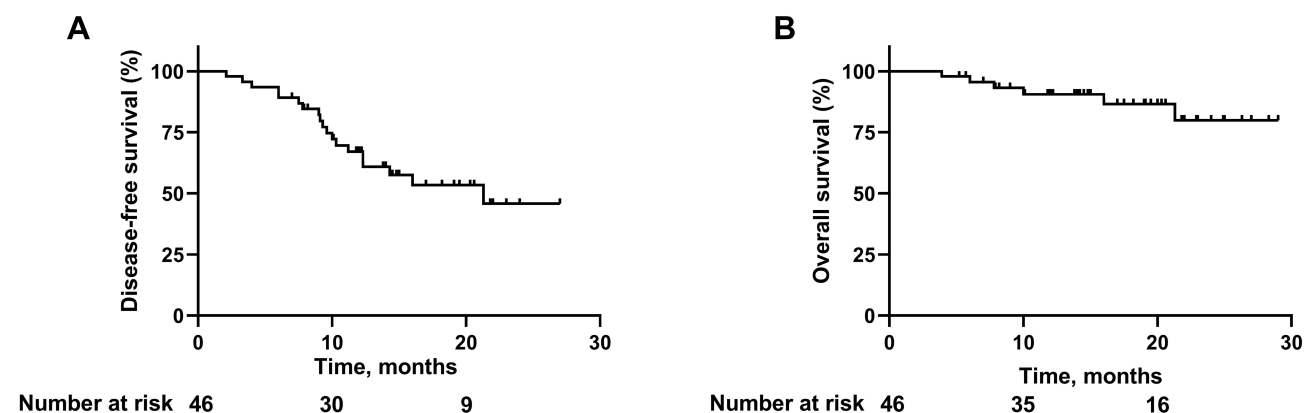 A
Disease-free survival (%)
100
75
50
25
0
0 10 20 30
Time, months
Number at risk 46 30 9
B
Overall survival (%)
100
75
50
25
0
0 10 20 30
Time, months
Number at risk 46 35 16